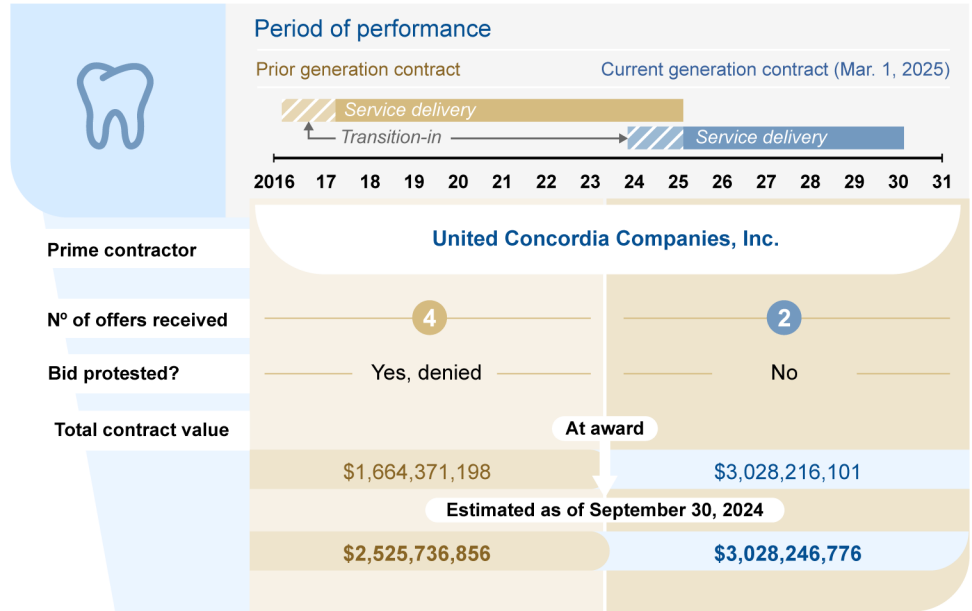 Period of performance
Prior generation contract
Current generation contract (Mar. 1, 2025)
Service delivery
Transition-in
Service delivery
2016 17 18 19 20 21 22 23 24 25 26 27 28 29 30 31
Prime contractor
United Concordia Companies, Inc.
Nº of offers received
4
2
Bid protested?
Yes, denied
No
Total contract value
At award
$1,664,371,198
$3,028,216,101
Estimated as of September 30, 2024
$2,525,736,856
$3,028,246,776